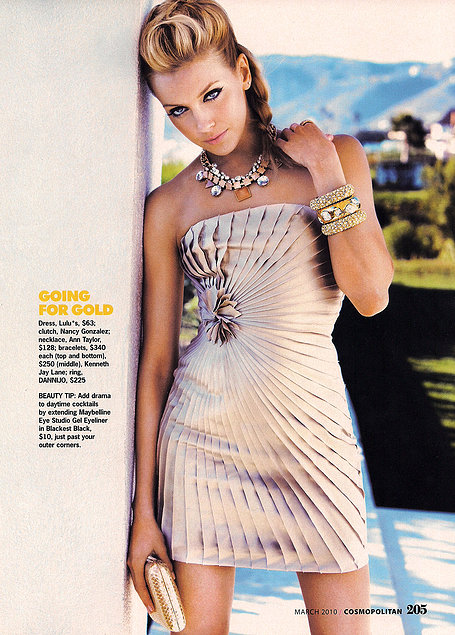 GOING
FOR GOLD
Dress, Lulu*s, $63;
clutch, Nancy Gonzalez;
necklace, Ann Taylor,
$128; bracelets, $340
each (top and bottom),
$250 (middle), Kenneth
Jay Lane; ring,
DANNIJO, $225
BEAUTY TIP: Add drama
to daytime cocktails
by extending Maybelline
Eye Studio Gel Eyeliner
in Blackest Black,
$10, just past your
outer corners.
MARCH 2010 / COSMOPOLITAN 205